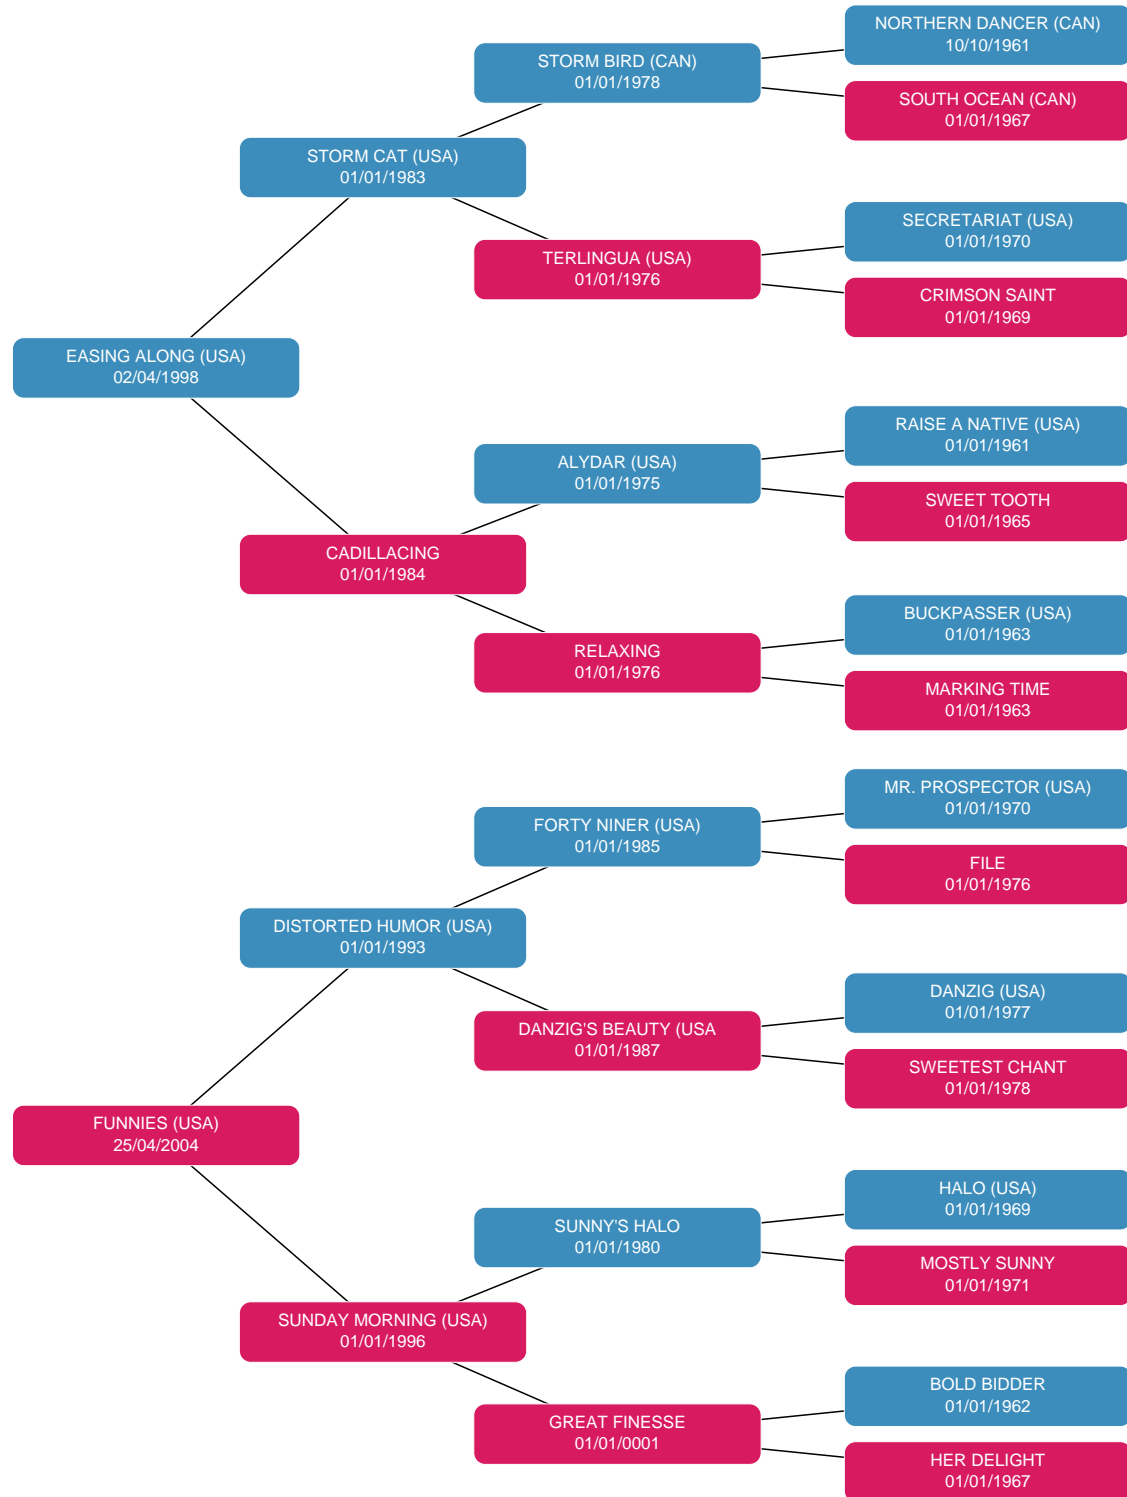 NORTHERN DANCER (CAN)
10/10/1961
STORM BIRD (CAN)
01/01/1978
SOUTH OCEAN (CAN)
01/01/1967
STORM CAT (USA)
01/01/1983
SECRETARIAT (USA)
01/01/1970
TERLINGUA (USA)
01/01/1976
CRIMSON SAINT
01/01/1969
EASING ALONG (USA)
02/04/1998
RAISE A NATIVE (USA)
01/01/1961
ALYDAR (USA)
01/01/1975
SWEET TOOTH
01/01/1965
CADILLACING
01/01/1984
BUCKPASSER (USA)
01/01/1963
RELAXING
01/01/1976
MARKING TIME
01/01/1963
MR. PROSPECTOR (USA)
01/01/1970
FORTY NINER (USA)
01/01/1985
FILE
01/01/1976
DISTORTED HUMOR (USA)
01/01/1993
DANZIG (USA)
01/01/1977
DANZIG'S BEAUTY (USA
01/01/1987
SWEETEST CHANT
01/01/1978
FUNNIES (USA)
25/04/2004
HALO (USA)
01/01/1969
SUNNY'S HALO
01/01/1980
MOSTLY SUNNY
01/01/1971
SUNDAY MORNING (USA)
01/01/1996
BOLD BIDDER
01/01/1962
GREAT FINESSE
01/01/0001
HER DELIGHT
01/01/1967